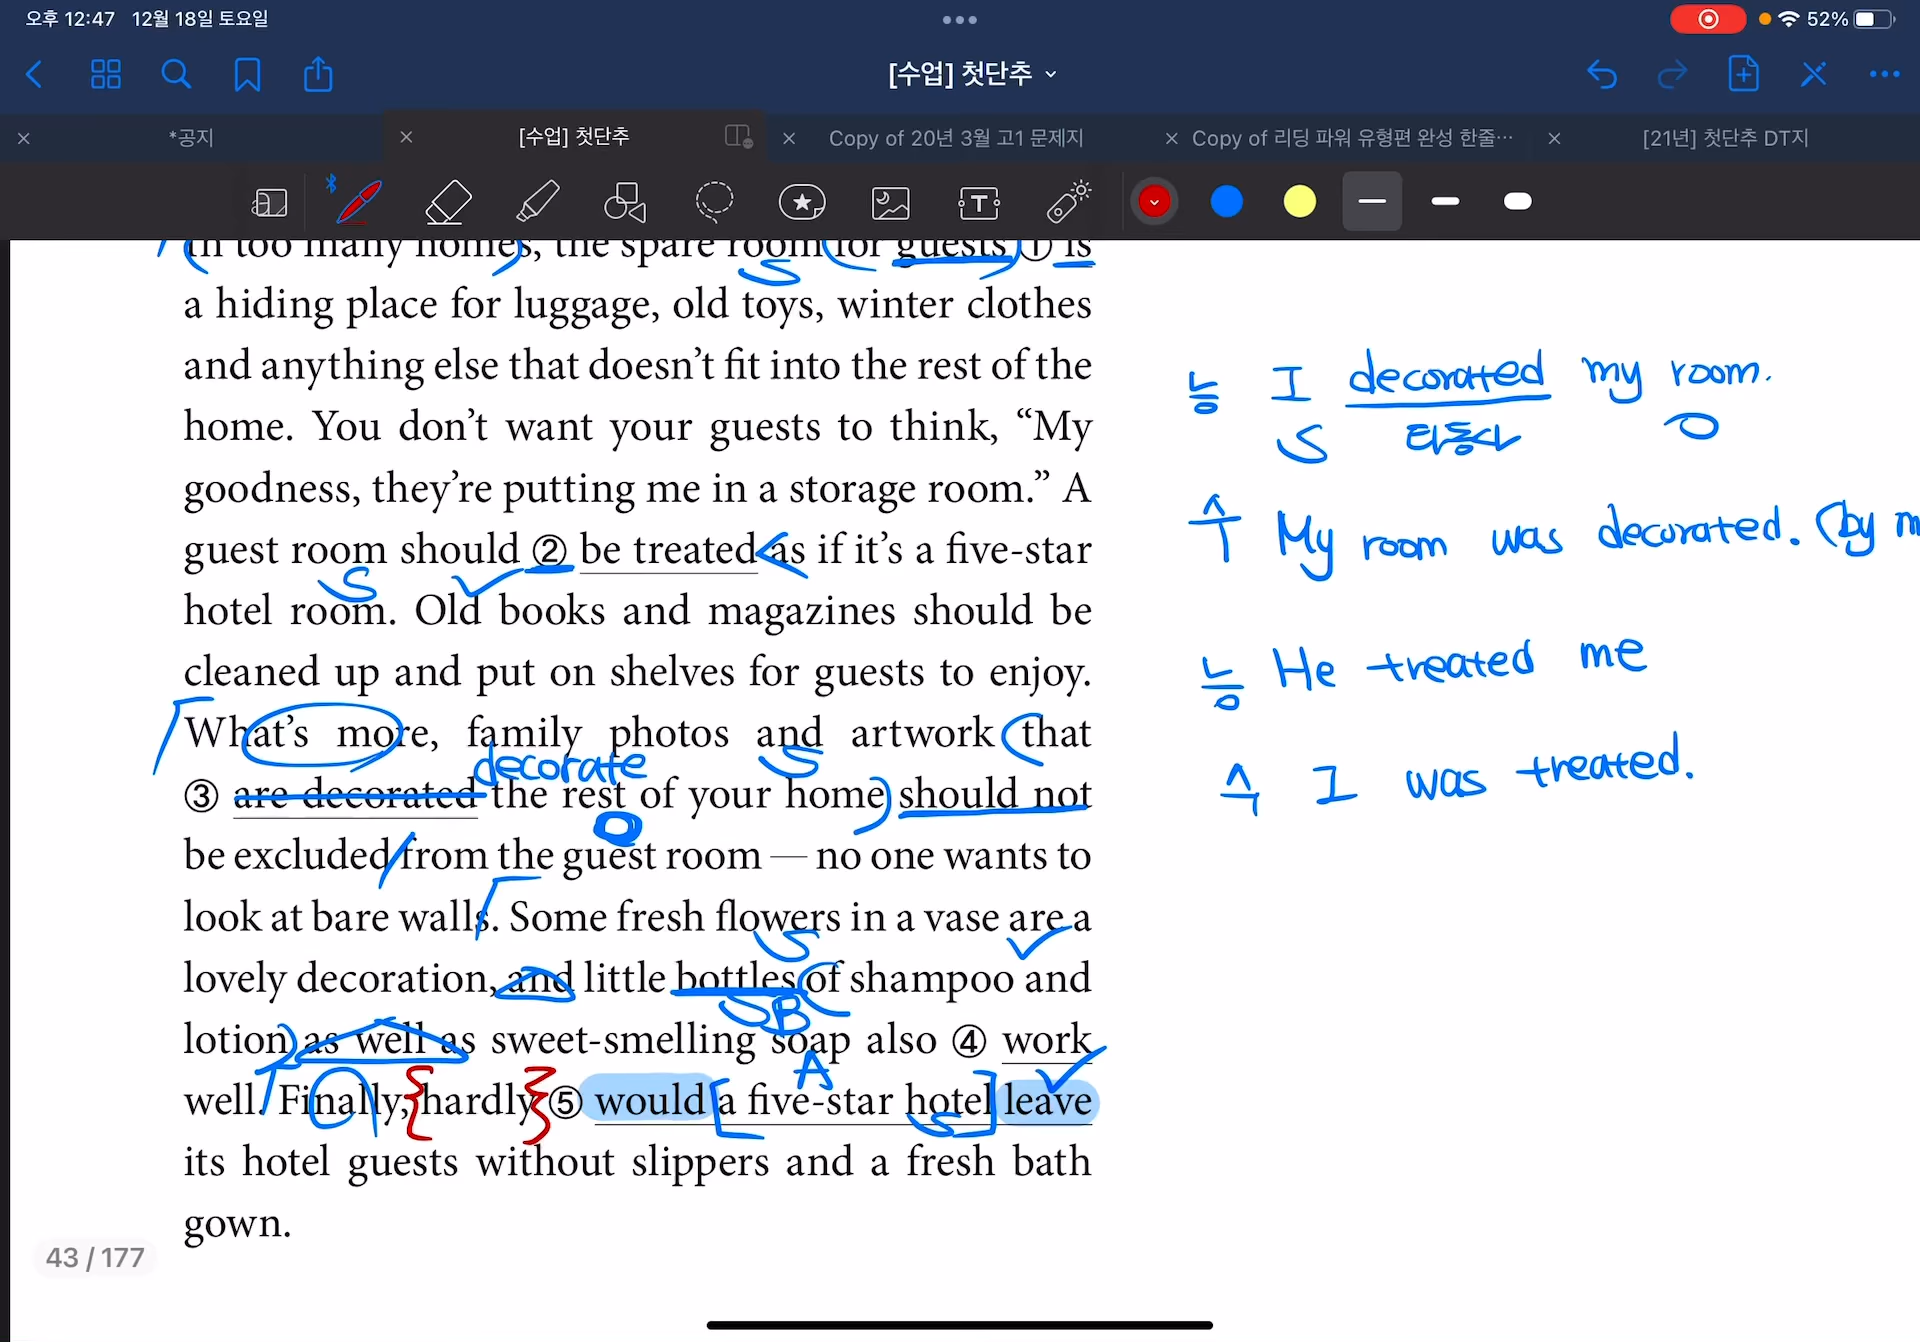 오후 12:47 12월 18일 토요일
52%
[수업] 첫단추
*공지
[수업] 첫단추
Copy of 20년 3월 고1 문제지
Copy of 리딩 파워 유형편 완성 한줄…
[21년] 첫단추 DT지
In too many homes, the spare room for guests ① is
a hiding place for luggage, old toys, winter clothes
and anything else that doesn’t fit into the rest of the
home. You don’t want your guests to think, “My
goodness, they’re putting me in a storage room.” A
guest room should ② be treated as if it’s a five-star
S
hotel room. Old books and magazines should be
cleaned up and put on shelves for guests to enjoy.
What’s more, family photos and artwork that
decorate S
③ are decorated the rest of your home should not
O
be excluded from the guest room — no one wants to
look at bare walls. Some fresh flowers in a vase are a
S
lovely decoration, and little bottles of shampoo and
S B
lotion as well as sweet-smelling soap also ④ work
A
well. Finally, hardly ⑤ would a five-star hotel leave
S
its hotel guests without slippers and a fresh bath
gown.
능 I decorated my room.
S 타동사 O
수 My room was decorated. (by m
능 He treated me
수 I was treated.
43 / 177